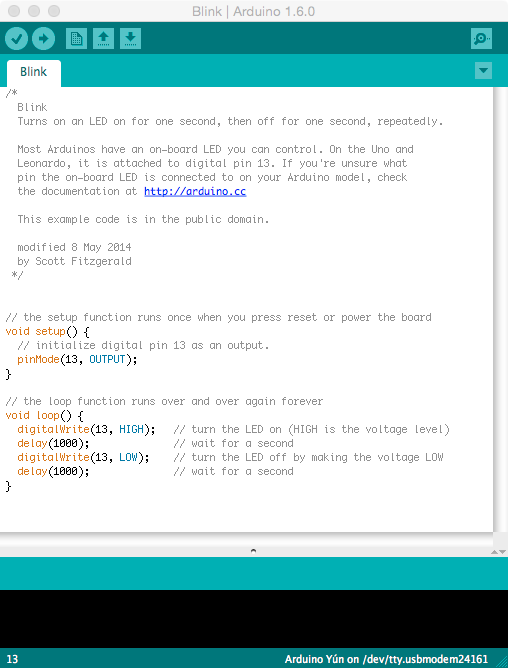 Blink | Arduino 1.6.0
Blink
/*
  Blink
  Turns on an LED on for one second, then off for one second, repeatedly.

  Most Arduinos have an on-board LED you can control. On the Uno and
  Leonardo, it is attached to digital pin 13. If you're unsure what
  pin the on-board LED is connected to on your Arduino model, check
  the documentation at http://arduino.cc

  This example code is in the public domain.

  modified 8 May 2014
  by Scott Fitzgerald
 */

// the setup function runs once when you press reset or power the board
void setup() {
  // initialize digital pin 13 as an output.
  pinMode(13, OUTPUT);
}

// the loop function runs over and over again forever
void loop() {
  digitalWrite(13, HIGH);   // turn the LED on (HIGH is the voltage level)
  delay(1000);              // wait for a second
  digitalWrite(13, LOW);    // turn the LED off by making the voltage LOW
  delay(1000);              // wait for a second
}
13
Arduino Yún on /dev/tty.usbmodem24161